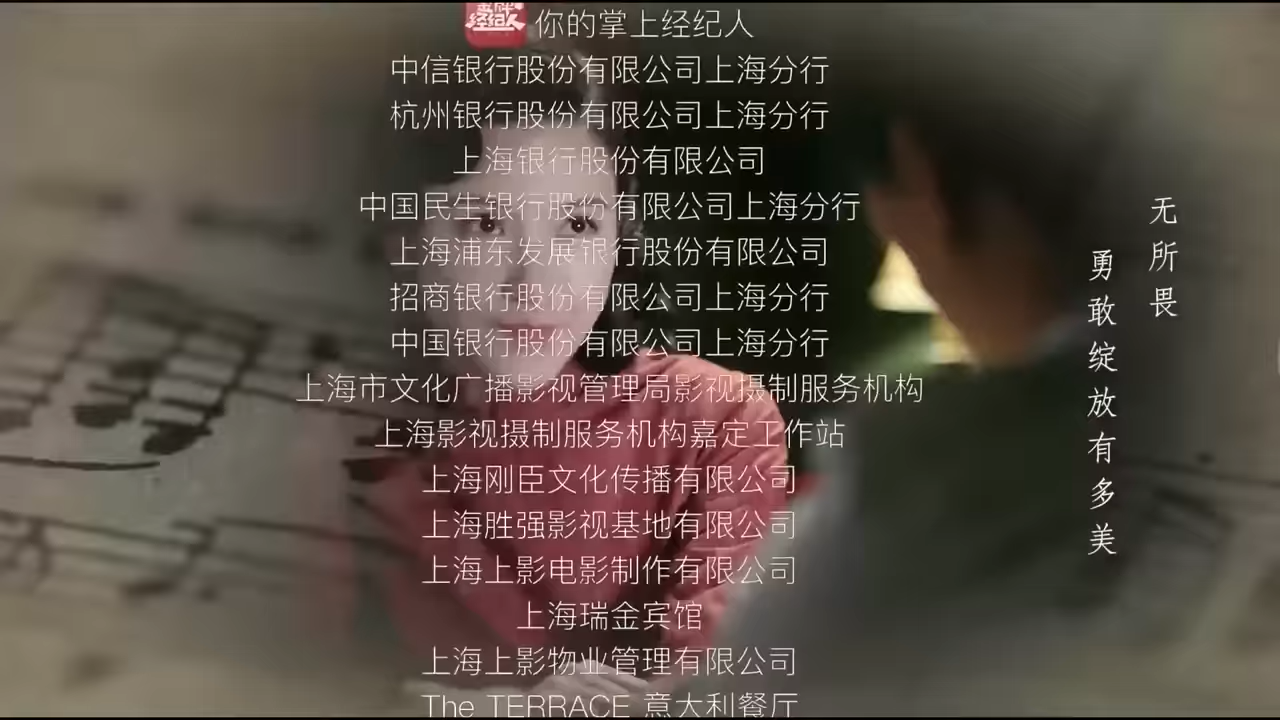 金牌
经纪人
你的掌上经纪人
中信银行股份有限公司上海分行
杭州银行股份有限公司上海分行
上海银行股份有限公司
中国民生银行股份有限公司上海分行
上海浦东发展银行股份有限公司
招商银行股份有限公司上海分行
中国银行股份有限公司上海分行
上海市文化广播影视管理局影视摄制服务机构
上海影视摄制服务机构嘉定工作站
上海刚臣文化传播有限公司
上海胜强影视基地有限公司
上海上影电影制作有限公司
上海瑞金宾馆
上海上影物业管理有限公司
The TERRACE 意大利餐厅
无所畏
勇敢绽放有多美